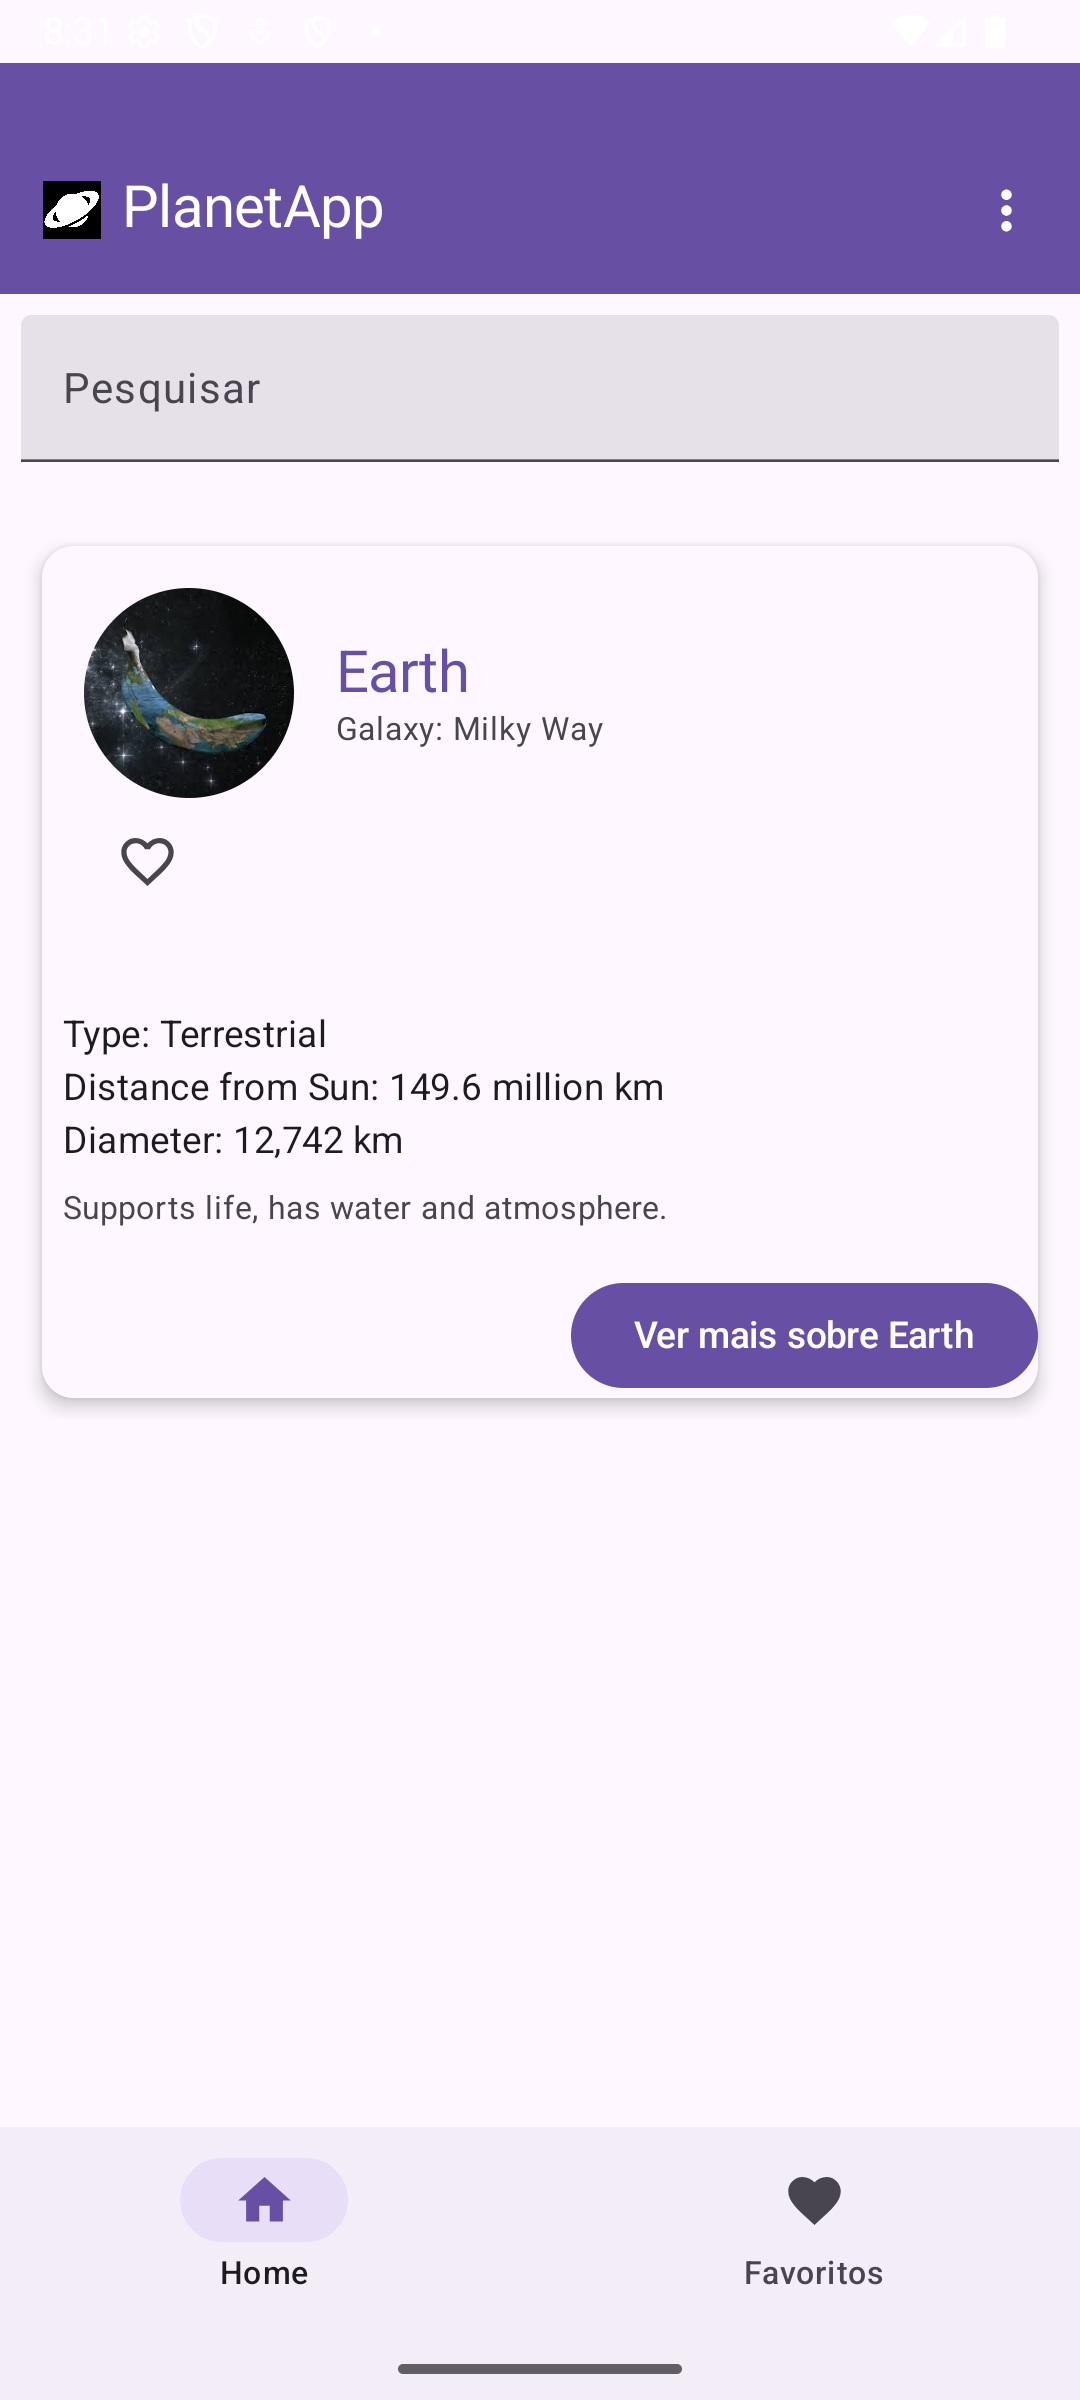 8:31
PlanetApp
Pesquisar
Earth
Galaxy: Milky Way
Type: Terrestrial
Distance from Sun: 149.6 million km
Diameter: 12,742 km
Supports life, has water and atmosphere.
Ver mais sobre Earth
Home
Favoritos